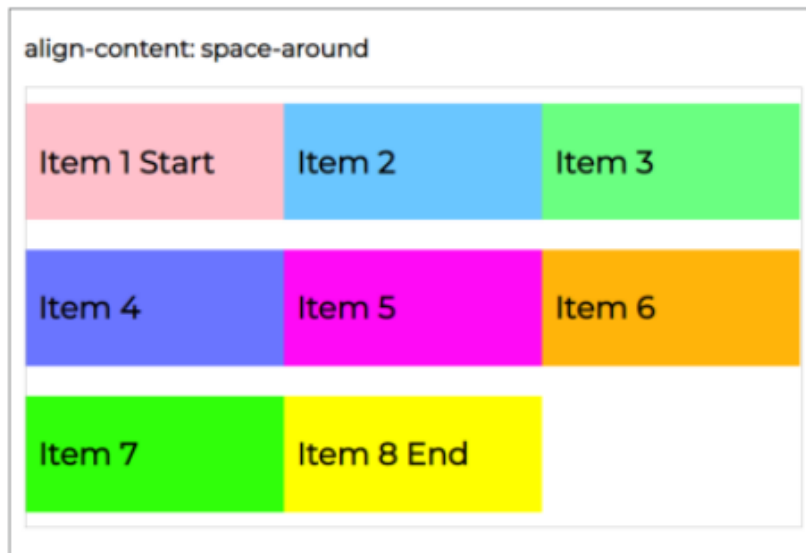 align-content: space-around
Item 1 Start
Item 2
Item 3
Item 4
Item 5
Item 6
Item 7
Item 8 End